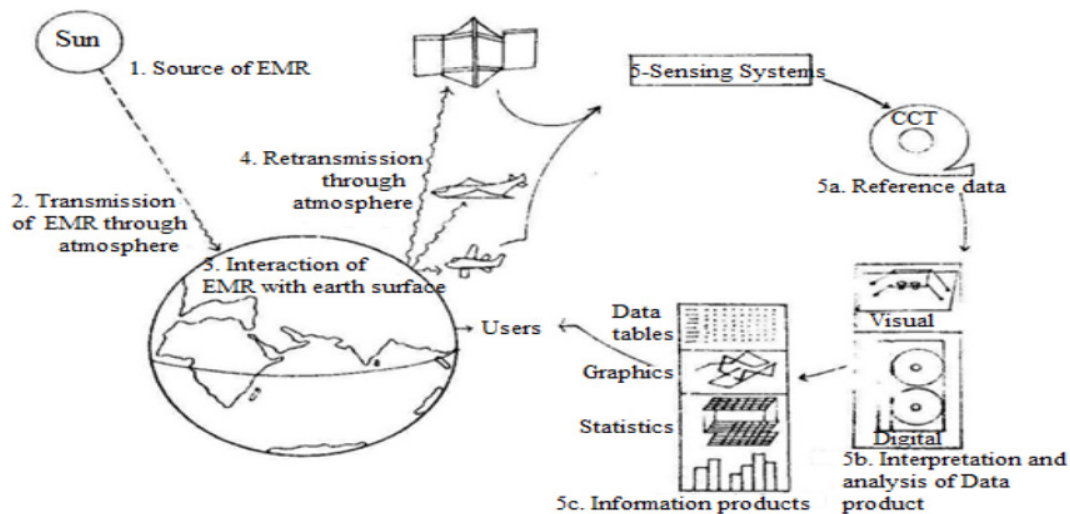 Sun
1. Source of EMR
2. Transmission
of EMR through
atmosphere
3. Interaction of
EMR with earth surface
4. Retransmission
through
atmosphere
5-Sensing Systems
CCT
5a. Reference data
Visual
Digital
5b. Interpretation and
analysis of Data
product
Data
tables
Graphics
Statistics
5c. Information products
Users